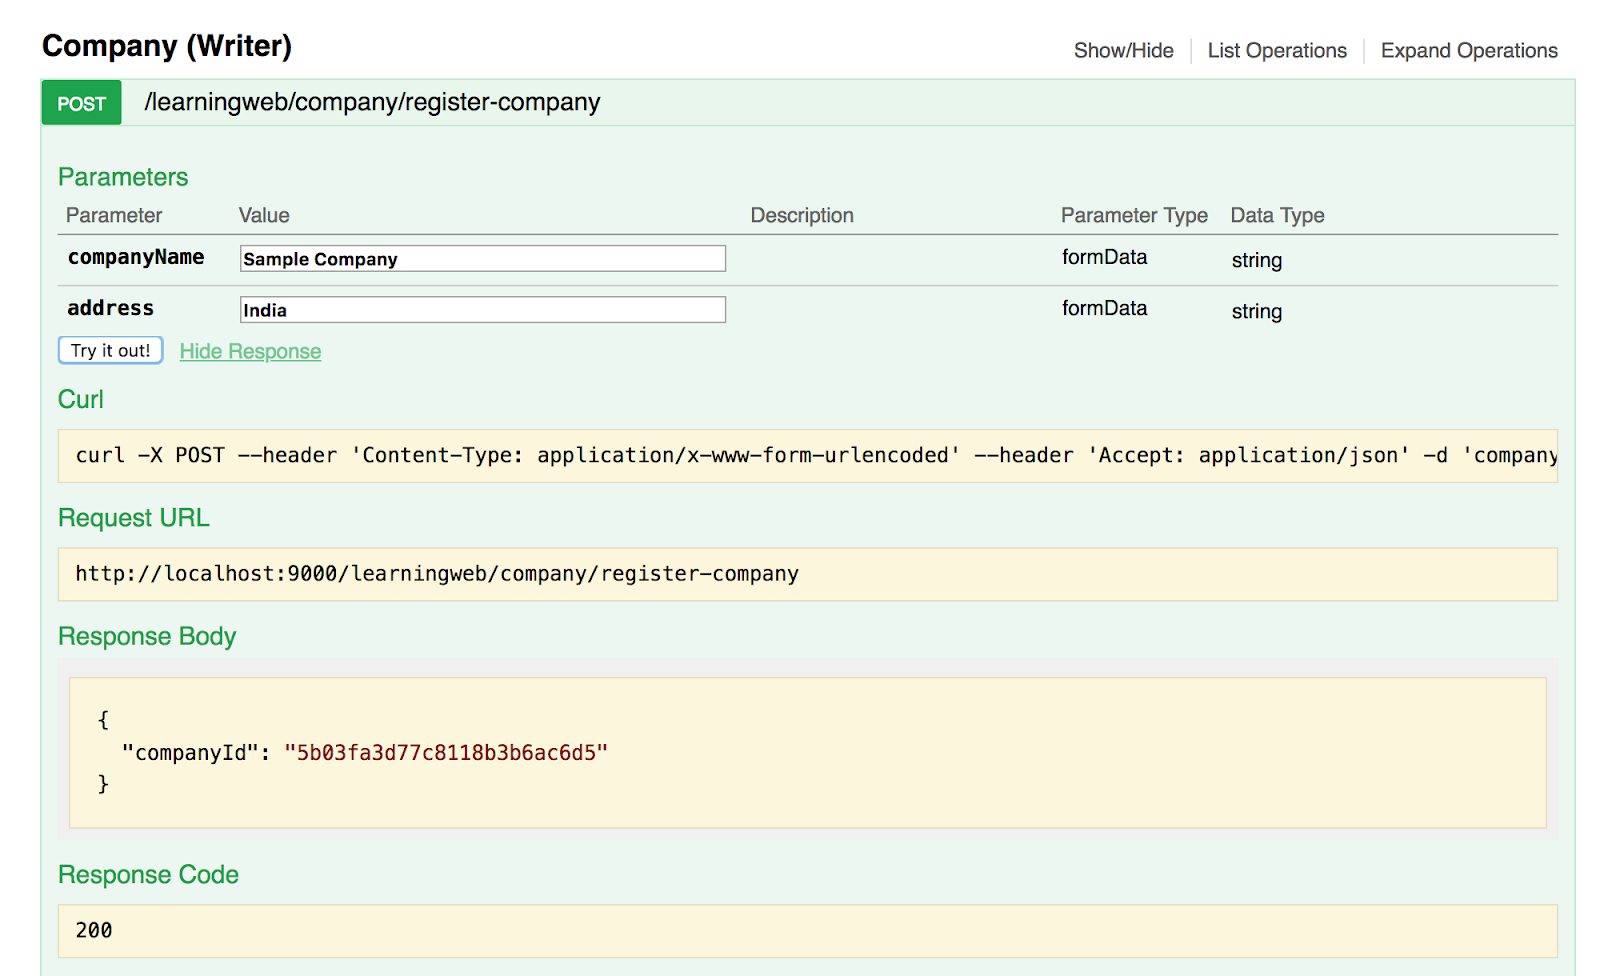 Company (Writer)
Show/Hide List Operations Expand Operations
POST /learningweb/company/register-company
Parameters
Parameter Value Description Parameter Type Data Type
companyName Sample Company formData string
address India formData string
Try it out! Hide Response
Curl
curl -X POST --header 'Content-Type: application/x-www-form-urlencoded' --header 'Accept: application/json' -d 'company
Request URL
http://localhost:9000/learningweb/company/register-company
Response Body
{
"companyId": "5b03fa3d77c8118b3b6ac6d5"
}
Response Code
200